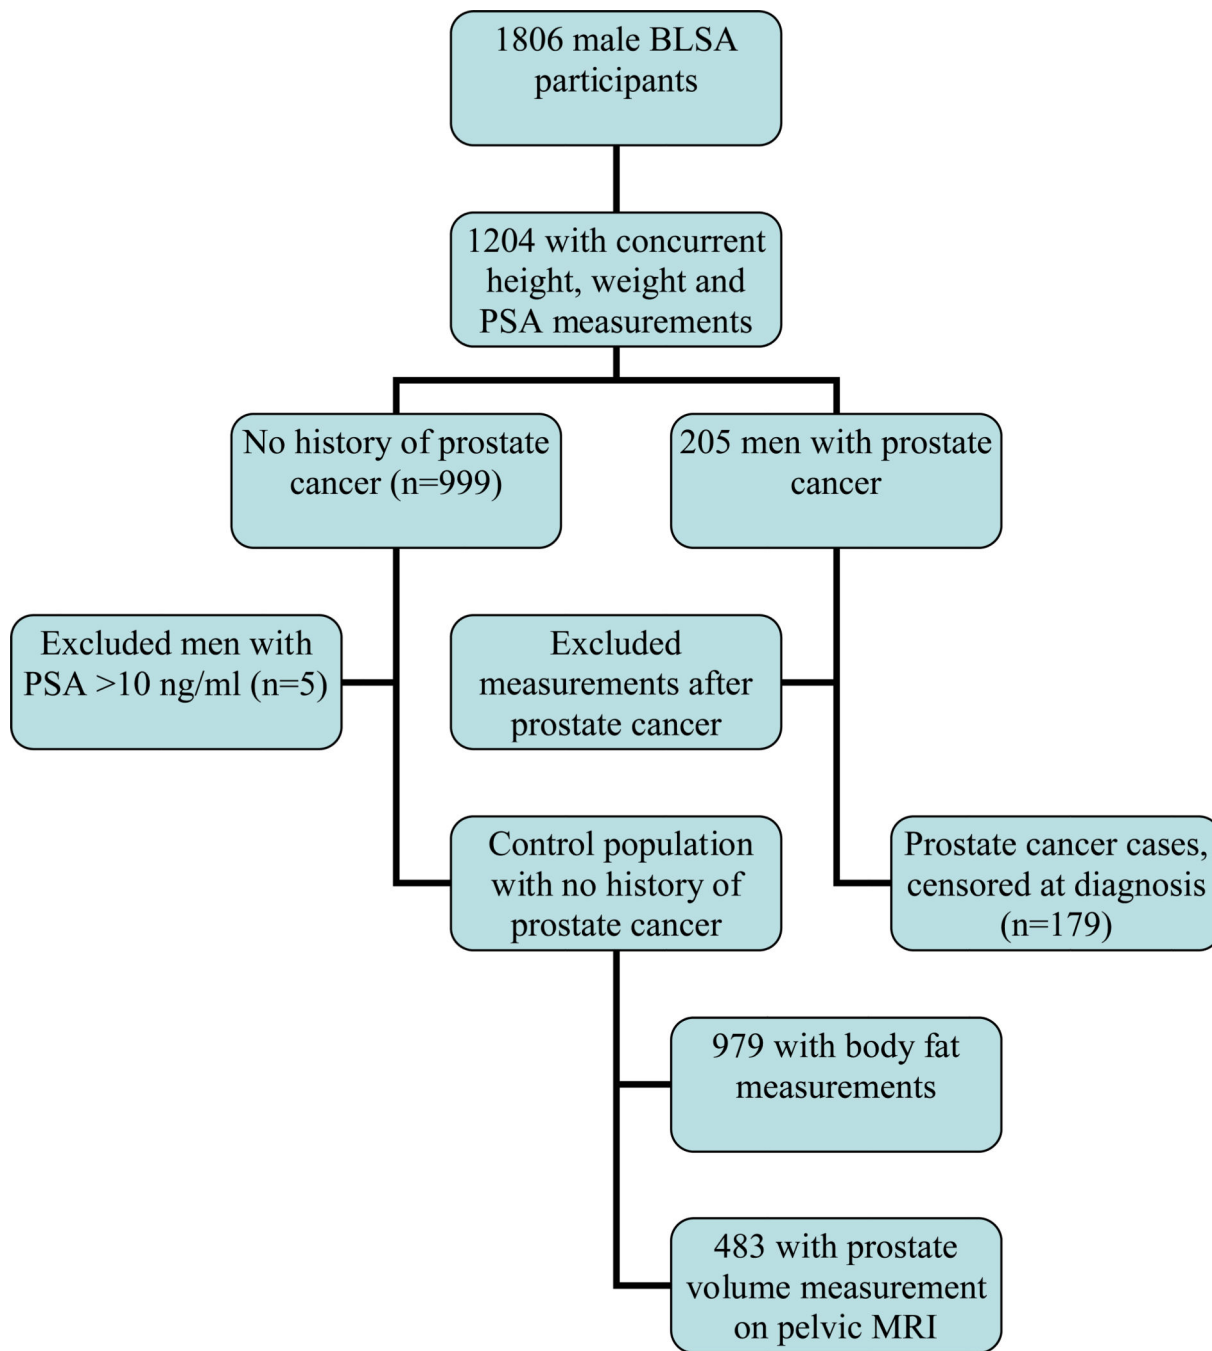 1806 male BLSA
participants
1204 with concurrent
height, weight and
PSA measurements
No history of prostate
cancer (n=999)
205 men with prostate
cancer
Excluded men with
PSA >10 ng/ml (n=5)
Excluded
measurements after
prostate cancer
Control population
with no history of
prostate cancer
Prostate cancer cases,
censored at diagnosis
(n=179)
979 with body fat
measurements
483 with prostate
volume measurement
on pelvic MRI